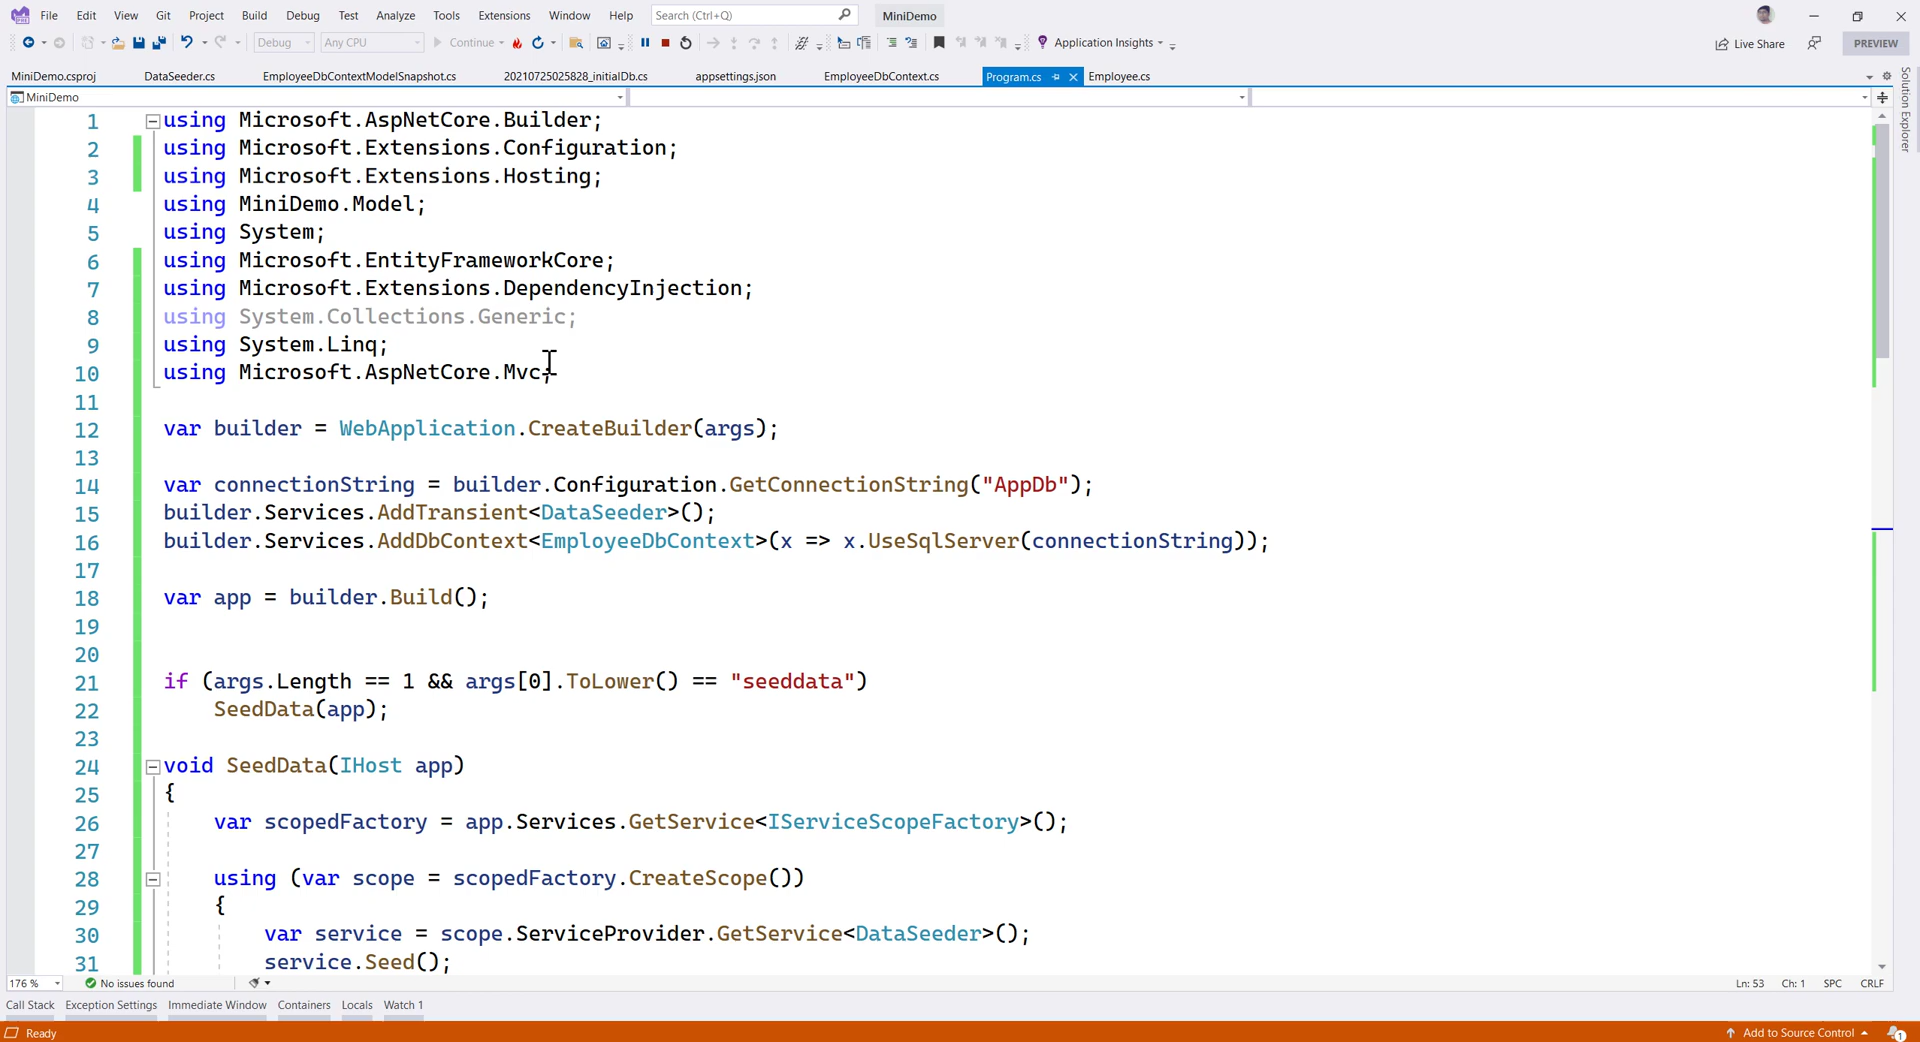 File Edit View Git Project Build Debug Test Analyze Tools Extensions Window Help Search (Ctrl+Q) MiniDemo
Debug Any CPU Continue Application Insights Live Share PREVIEW
MiniDemo.csproj DataSeeder.cs EmployeeDbContextModelSnapshot.cs 20210725025828_initialDb.cs appsettings.json EmployeeDbContext.cs Program.cs Employee.cs
MiniDemo
Solution Explorer
1 using Microsoft.AspNetCore.Builder;
2 using Microsoft.Extensions.Configuration;
3 using Microsoft.Extensions.Hosting;
4 using MiniDemo.Model;
5 using System;
6 using Microsoft.EntityFrameworkCore;
7 using Microsoft.Extensions.DependencyInjection;
8 using System.Collections.Generic;
9 using System.Linq;
10 using Microsoft.AspNetCore.Mvc;
11
12 var builder = WebApplication.CreateBuilder(args);
13
14 var connectionString = builder.Configuration.GetConnectionString("AppDb");
15 builder.Services.AddTransient<DataSeeder>();
16 builder.Services.AddDbContext<EmployeeDbContext>(x => x.UseSqlServer(connectionString));
17
18 var app = builder.Build();
19
20
21 if (args.Length == 1 && args[0].ToLower() == "seeddata")
22 SeedData(app);
23
24 void SeedData(IHost app)
25 {
26 var scopedFactory = app.Services.GetService<IServiceScopeFactory>();
27
28 using (var scope = scopedFactory.CreateScope())
29 {
30 var service = scope.ServiceProvider.GetService<DataSeeder>();
31 service.Seed();
176 % No issues found Ln: 53 Ch: 1 SPC CRLF
Call Stack Exception Settings Immediate Window Containers Locals Watch 1
Ready Add to Source Control 1